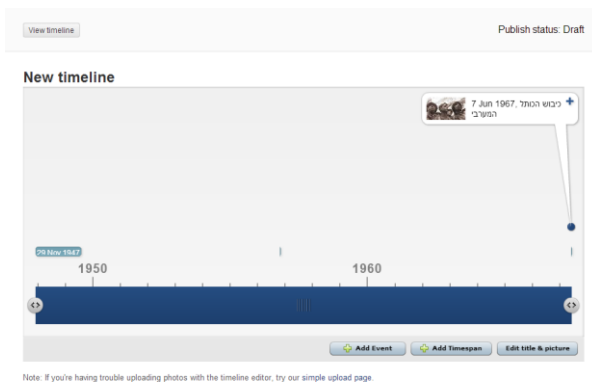 View timeline
Publish status: Draft
New timeline
7 Jun 1967, כיבוש הכותל
המערבי
29 Nov 1947
1950 1960
Add Event Add Timespan Edit title & picture
Note: If you're having trouble uploading photos with the timeline editor, try our simple upload page.